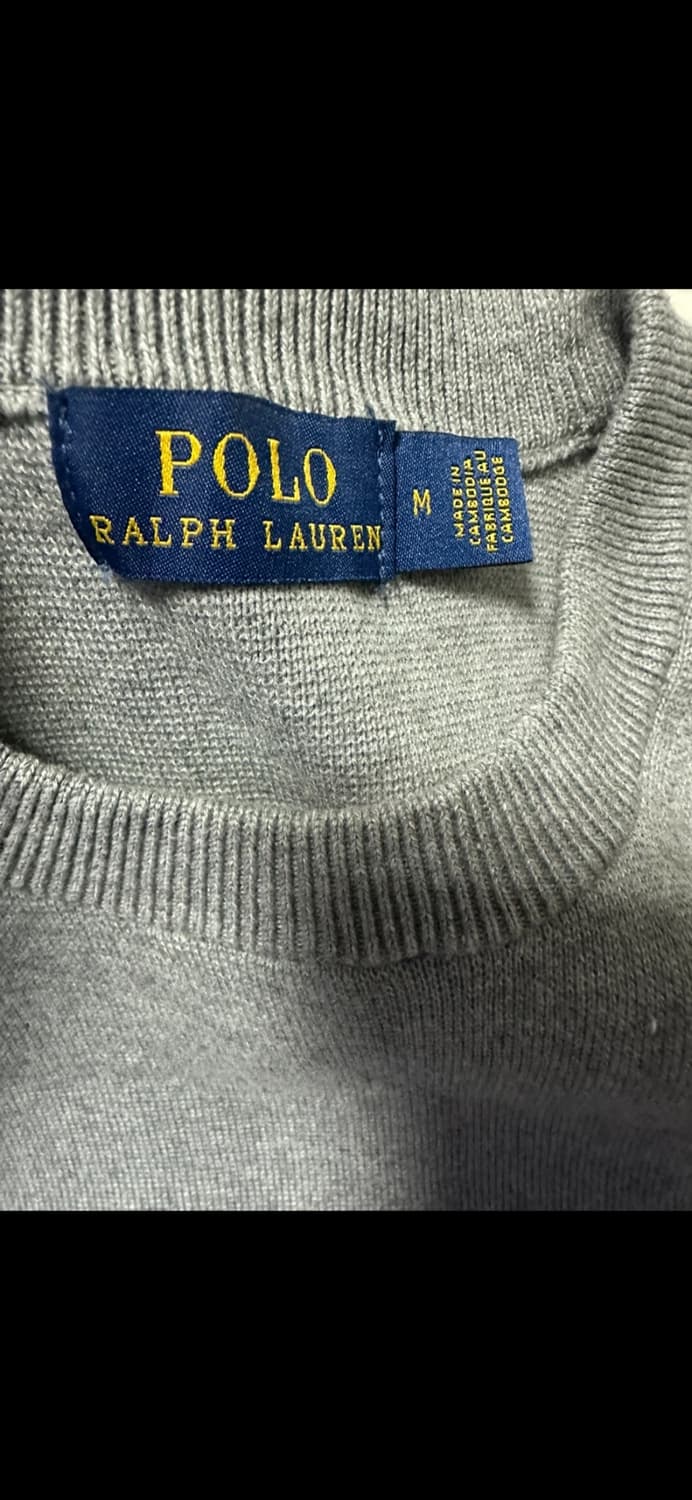 POLO
RALPH LAUREN
M
MADE IN
CAMBODIA
FABRIQUE AU
CAMBODGE